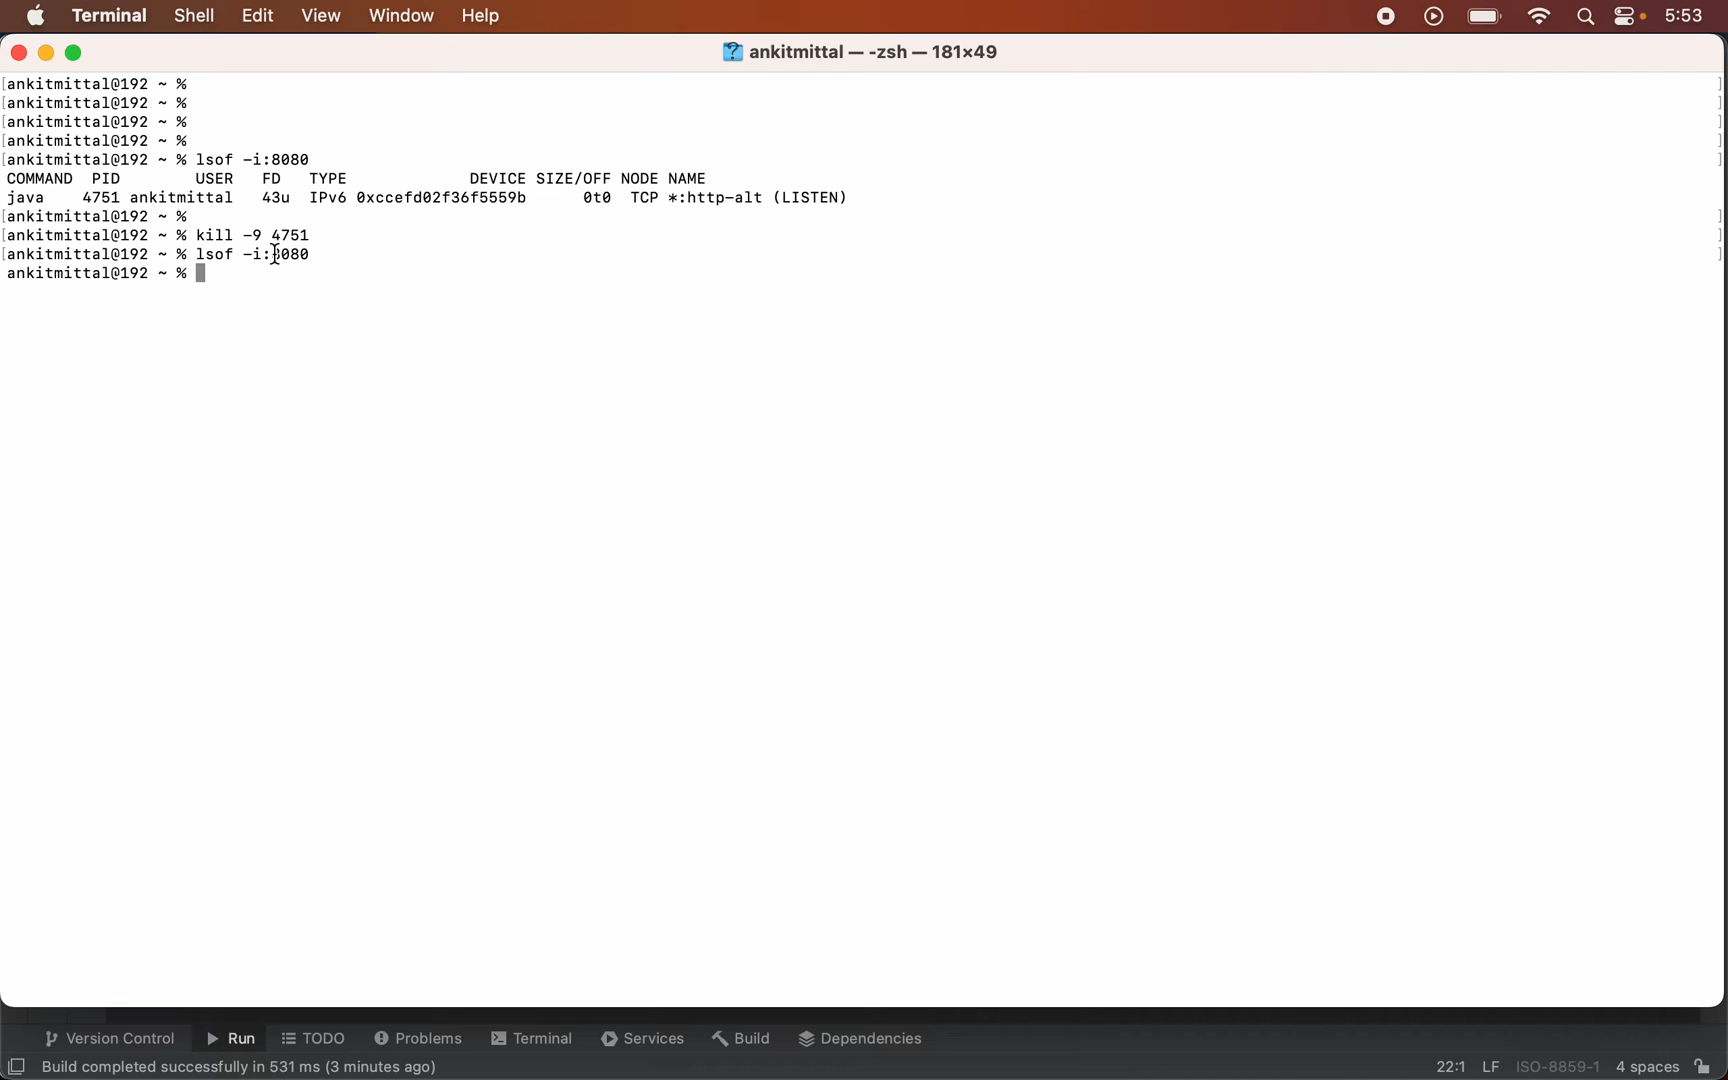 Terminal Shell Edit View Window Help 5:53
ankitmittal — -zsh — 181×49
[ankitmittal@192 ~ % ]
[ankitmittal@192 ~ % ]
[ankitmittal@192 ~ % ]
[ankitmittal@192 ~ % ]
[ankitmittal@192 ~ % lsof -i:8080 ]
COMMAND  PID        USER   FD   TYPE             DEVICE SIZE/OFF NODE NAME
java    4751 ankitmittal   43u  IPv6 0xccefd02f36f5559b      0t0  TCP *:http-alt (LISTEN)
[ankitmittal@192 ~ % ]
[ankitmittal@192 ~ % kill -9 4751 ]
[ankitmittal@192 ~ % lsof -i:8080 ]
ankitmittal@192 ~ %
Version Control Run TODO Problems Terminal Services Build Dependencies
Build completed successfully in 531 ms (3 minutes ago) 22:1 LF ISO-8859-1 4 spaces